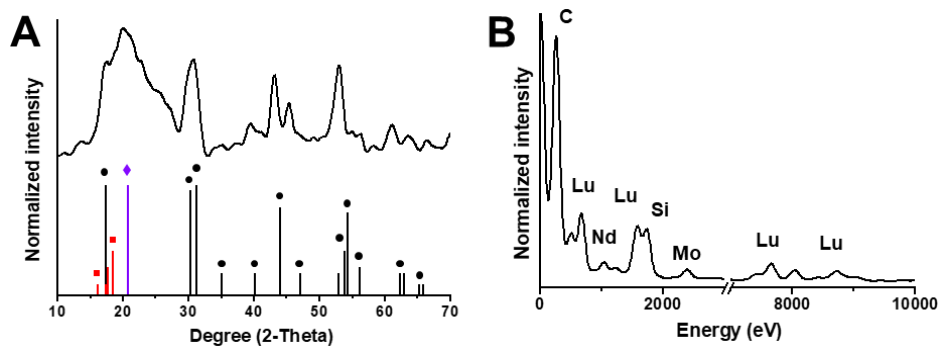 A
Normalized intensity
10 20 30 40 50 60 70
Degree (2-Theta)
B
Normalized intensity
C
Lu
Nd
Lu
Si
Mo
Lu
Lu
0 2000 8000 10000
Energy (eV)